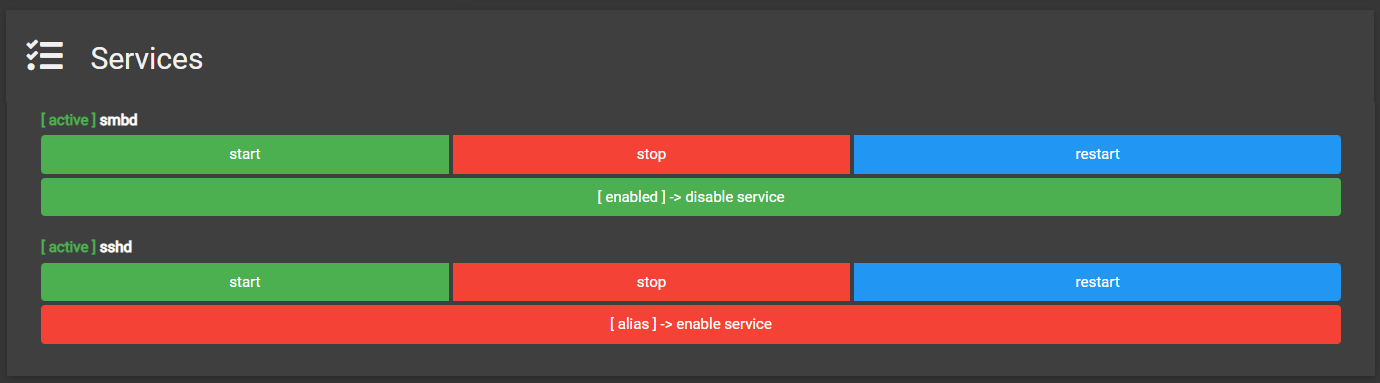 Services
[ active ] smbd
start stop restart
[ enabled ] -> disable service
[ active ] sshd
start stop restart
[ alias ] -> enable service